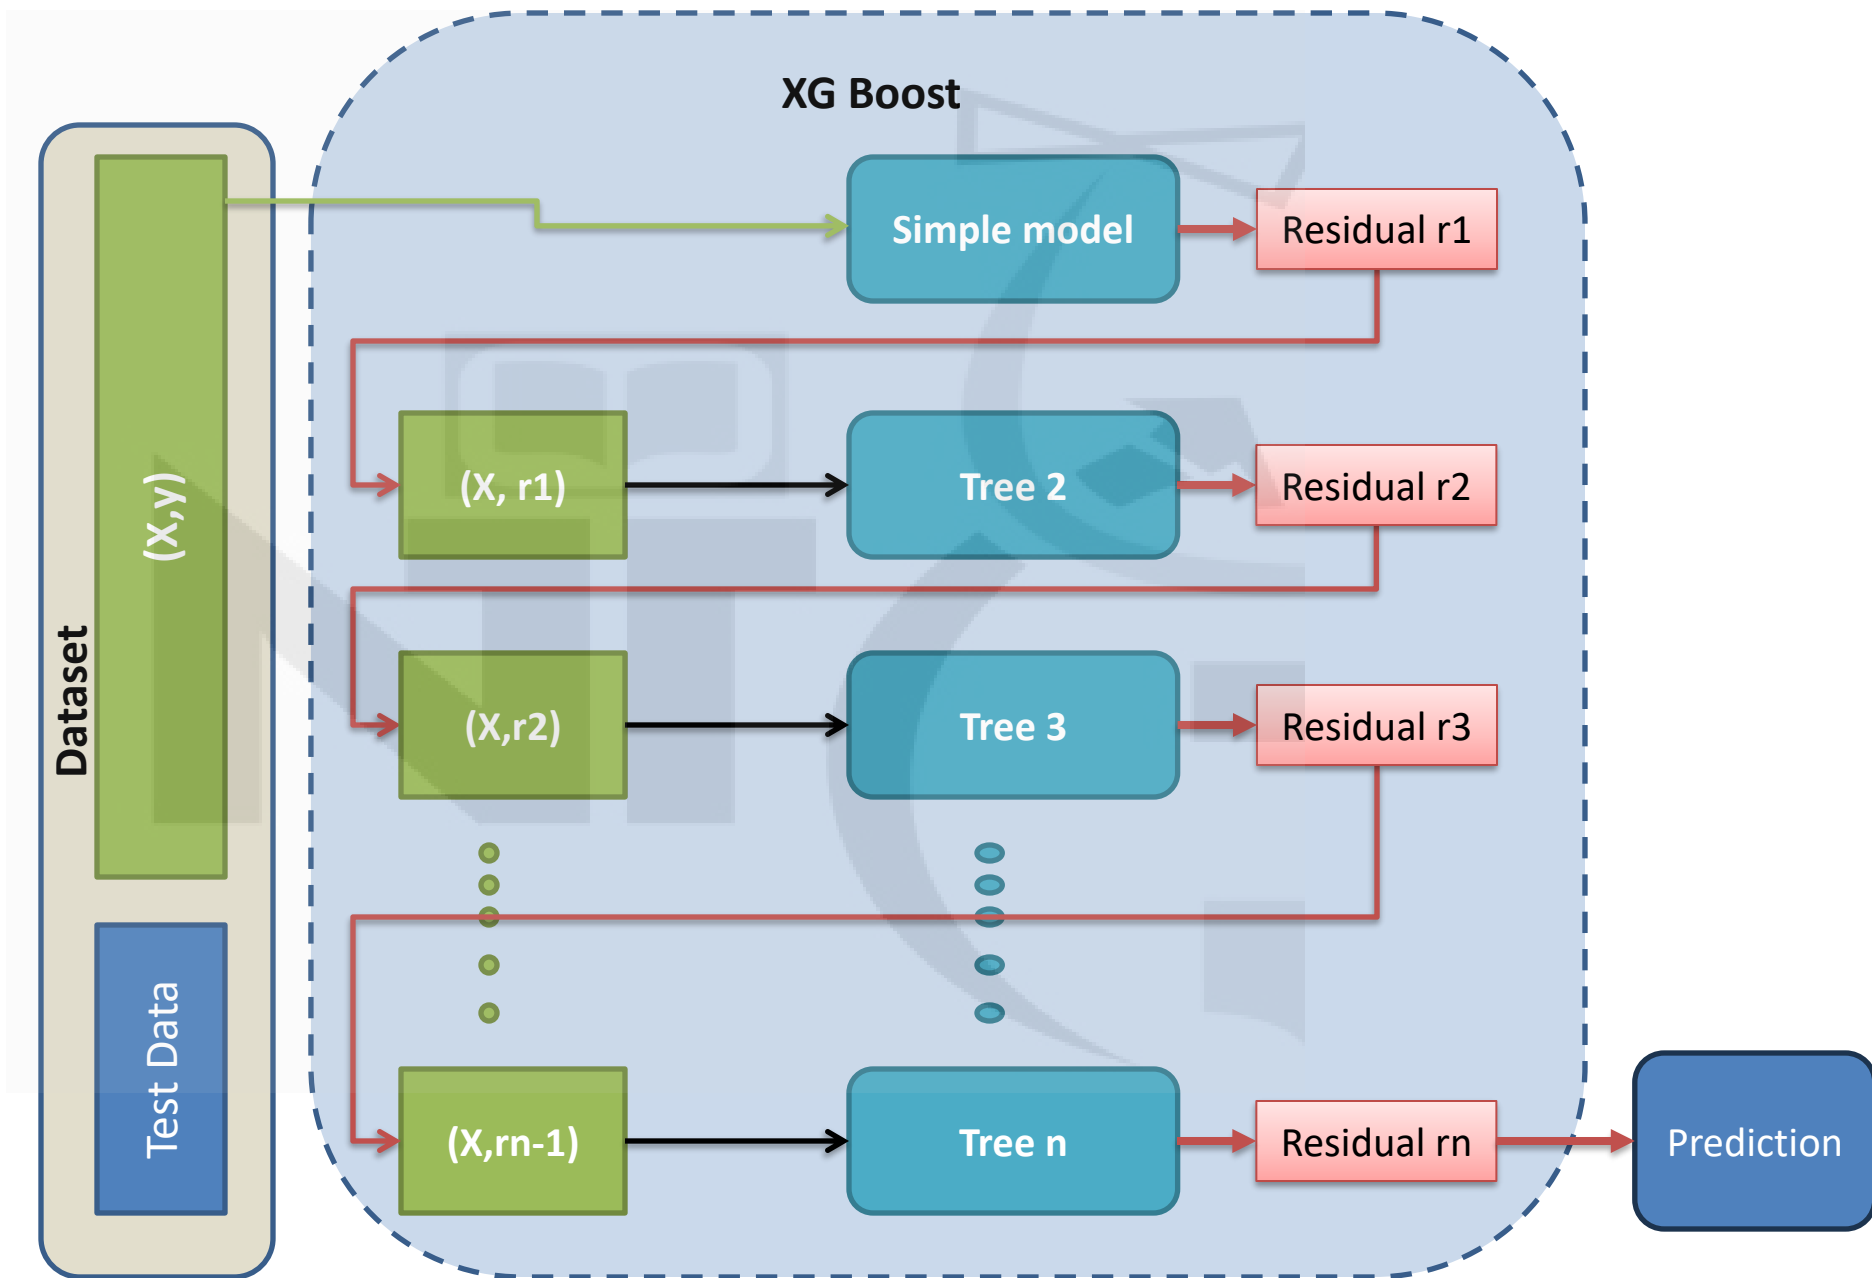 XG Boost
Dataset
(X,y)
Test Data
Simple model
Residual r1
(X, r1)
Tree 2
Residual r2
(X,r2)
Tree 3
Residual r3
(X,rn-1)
Tree n
Residual rn
Prediction